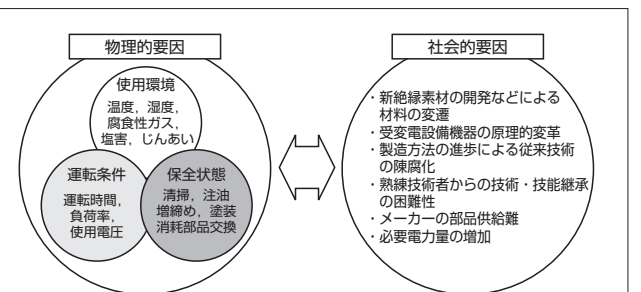 物理的要因
使用環境
温度，湿度，
腐食性ガス，
塩害，じんあい
運転条件
運転時間，
負荷率，
使用電圧
保全状態
清掃，注油
増締め，塗装
消耗部品交換
社会的要因
・新絶縁素材の開発などによる
材料の変遷
・受変電設備機器の原理的変革
・製造方法の進歩による従来技術
の陳腐化
・熟練技術者からの技術・技能継承
の困難性
・メーカーの部品供給難
・必要電力量の増加